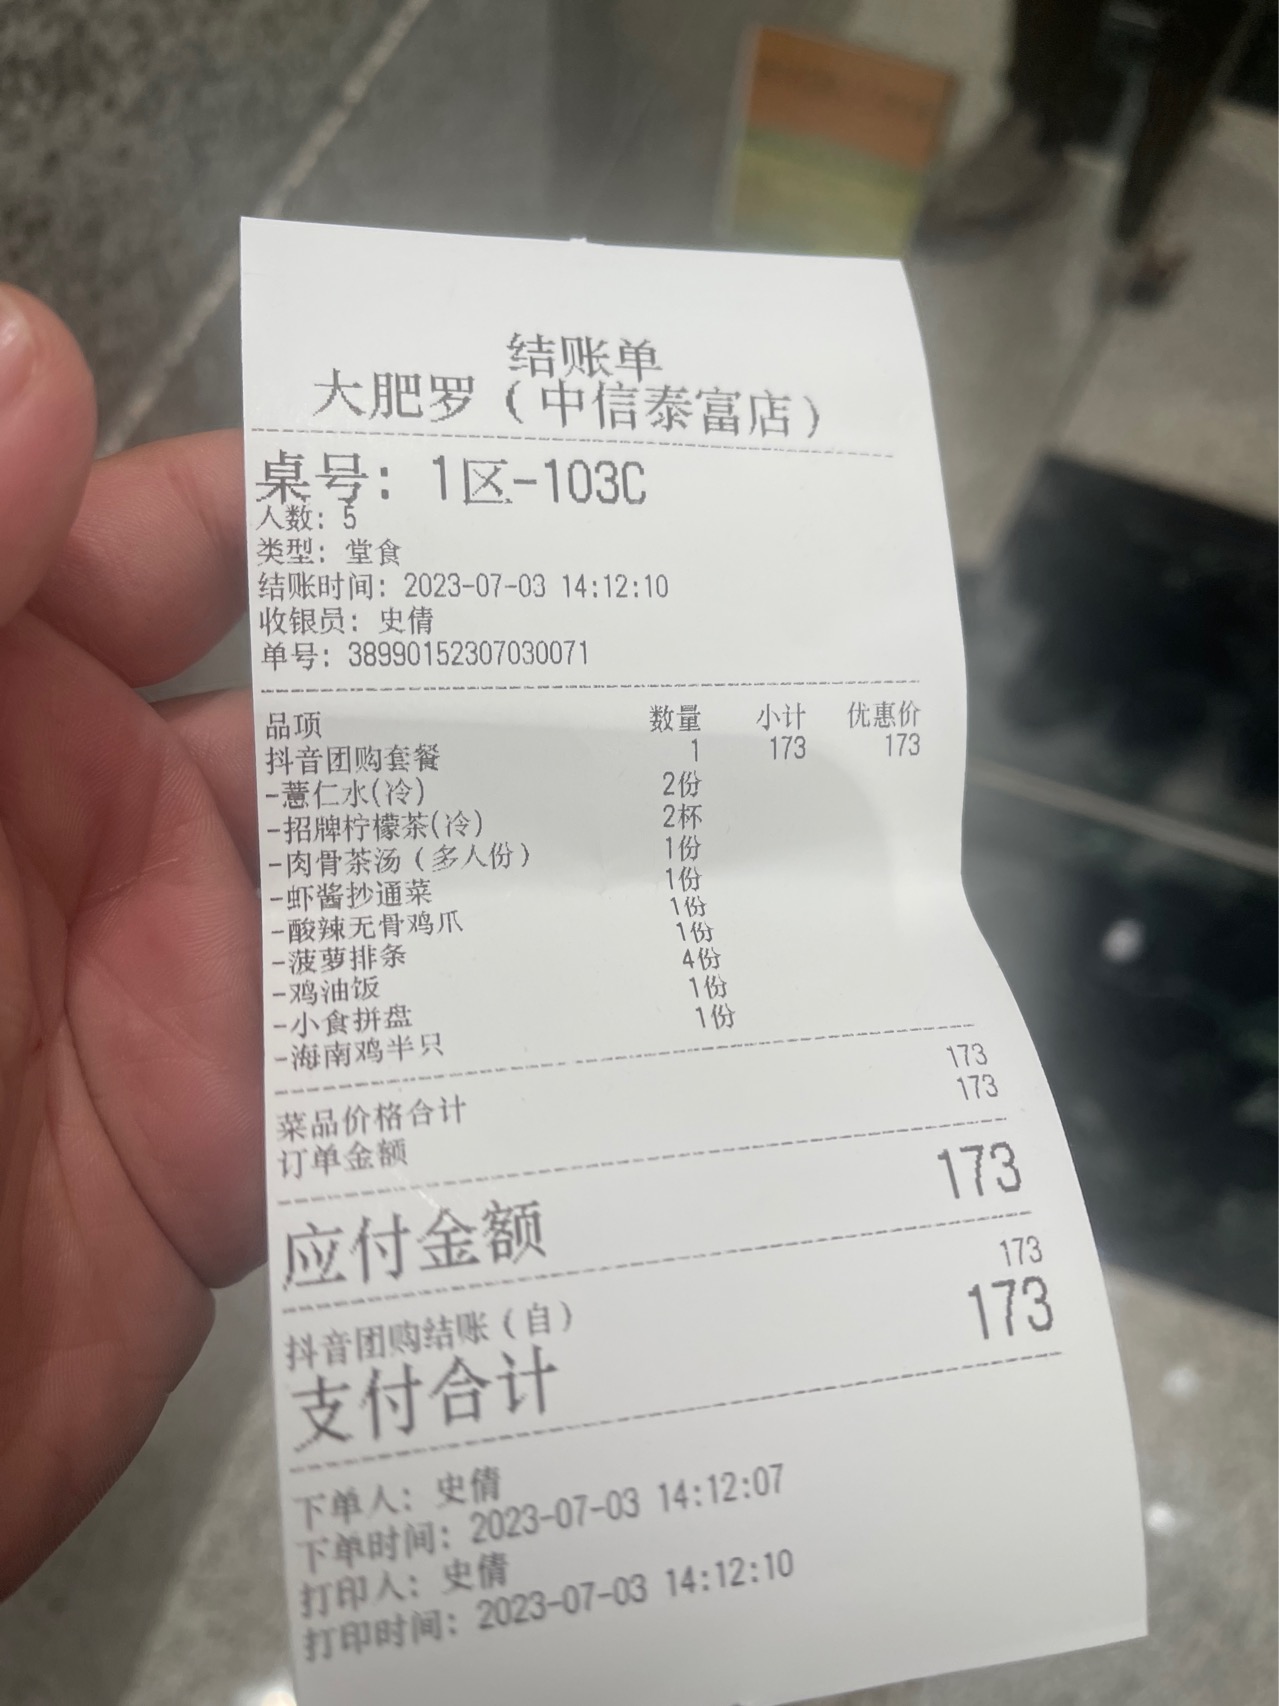 结账单
大肥罗（中信泰富店）
桌号：1区-103C
人数：5
类型：堂食
结账时间：2023-07-03 14:12:10
收银员：史倩
单号：38990152307030071
品项 数量 小计 优惠价
抖音团购套餐 1 173 173
-薏仁水(冷) 2份
-招牌柠檬茶(冷) 2杯
-肉骨茶汤（多人份） 1份
-虾酱抄通菜 1份
-酸辣无骨鸡爪 1份
-菠萝排条 1份
-鸡油饭 4份
-小食拼盘 1份
-海南鸡半只 1份
菜品价格合计 173
订单金额 173
应付金额 173
抖音团购结账（自） 173
支付合计 173
下单人：史倩
下单时间：2023-07-03 14:12:07
打印人：史倩
打印时间：2023-07-03 14:12:10